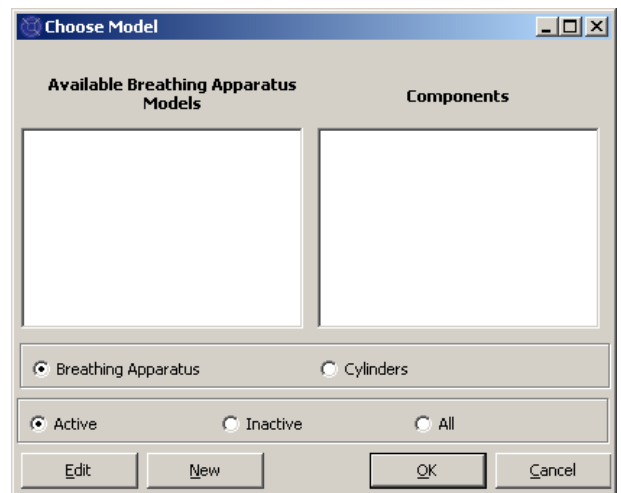 Choose Model
Available Breathing Apparatus
Models
Components
Breathing Apparatus
Cylinders
Active
Inactive
All
Edit
New
OK
Cancel